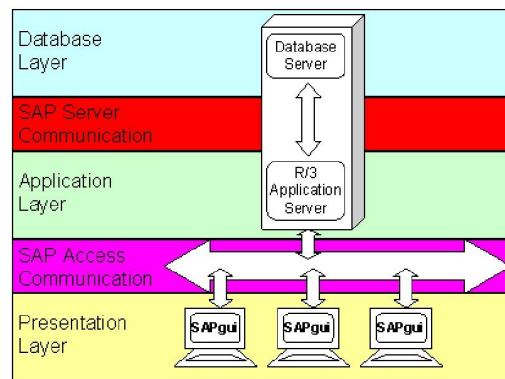 Database
Layer
Database
Server
SAP Server
Communication
Application
Layer
R/3
Application
Server
SAP Access
Communication
Presentation
Layer
SAPgui
SAPgui
SAPgui